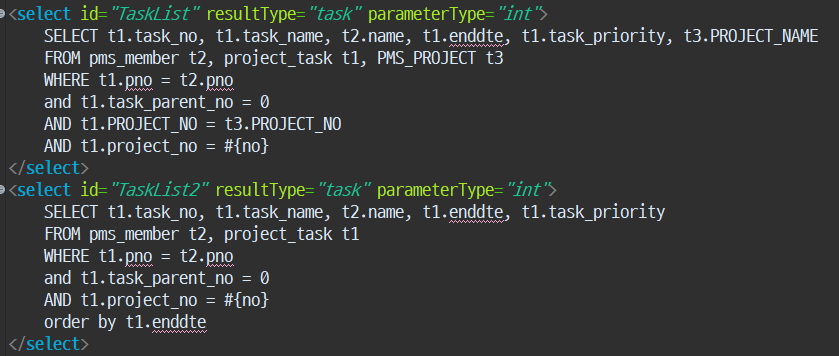 <select id="TaskList" resultType="task" parameterType="int">
SELECT t1.task_no, t1.task_name, t2.name, t1.enddte, t1.task_priority, t3.PROJECT_NAME
FROM pms_member t2, project_task t1, PMS_PROJECT t3
WHERE t1.pno = t2.pno
and t1.task_parent_no = 0
AND t1.PROJECT_NO = t3.PROJECT_NO
AND t1.project_no = #{no}
</select>
<select id="TaskList2" resultType="task" parameterType="int">
SELECT t1.task_no, t1.task_name, t2.name, t1.enddte, t1.task_priority
FROM pms_member t2, project_task t1
WHERE t1.pno = t2.pno
and t1.task_parent_no = 0
AND t1.project_no = #{no}
order by t1.enddte
</select>